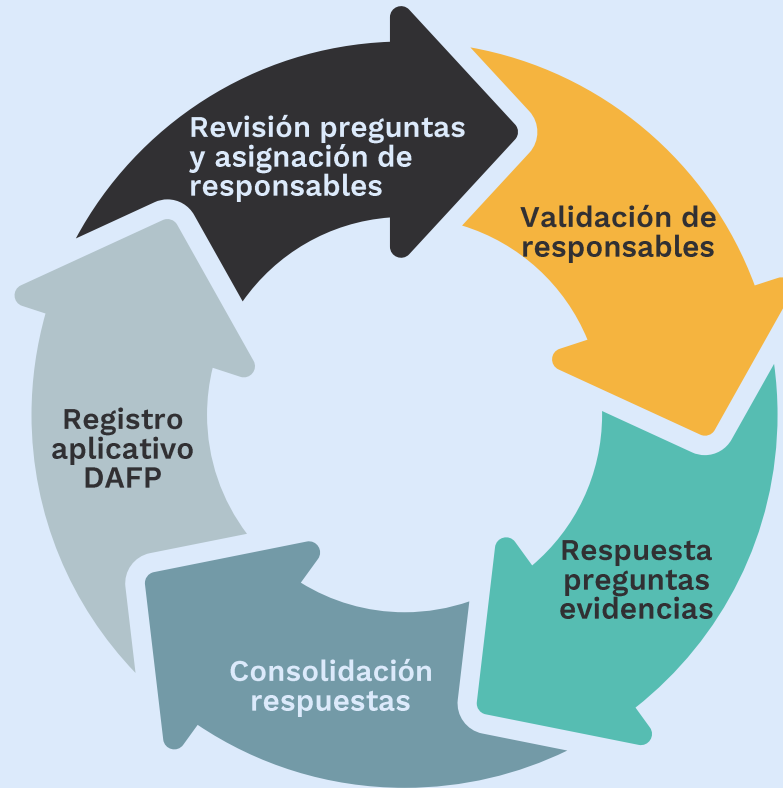 Revisión preguntas
y asignación de
responsables
Validación de
responsables
Respuesta
preguntas
evidencias
Consolidación
respuestas
Registro
aplicativo
DAFP